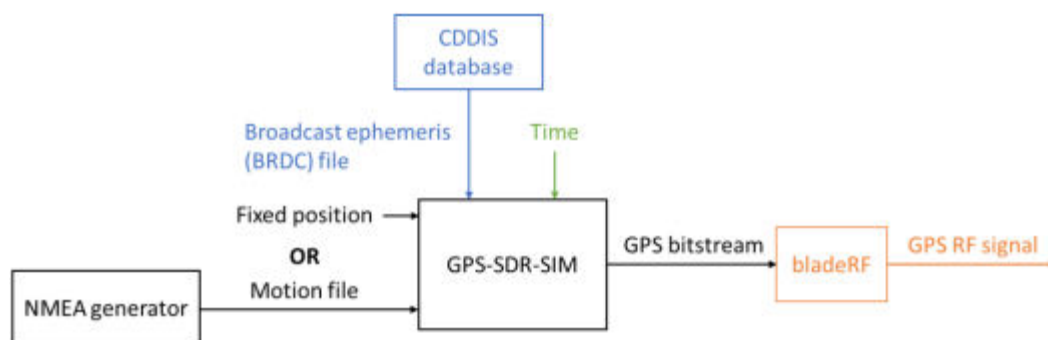 CDDIS
database
Broadcast ephemeris
(BRDC) file
Time
Fixed position
OR
Motion file
NMEA generator
GPS-SDR-SIM
GPS bitstream
bladeRF
GPS RF signal